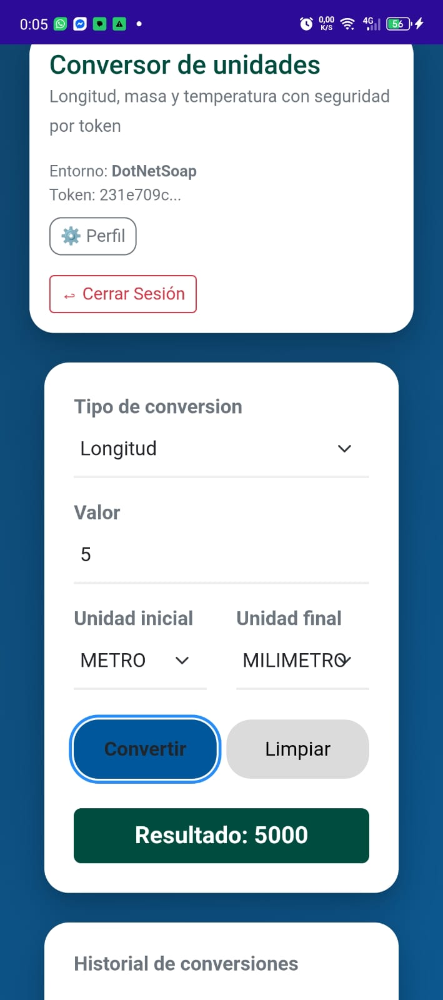 0:05
0,00
K/S
4G
56
Conversor de unidades
Longitud, masa y temperatura con seguridad
por token
Entorno: DotNetSoap
Token: 231e709c...
Perfil
Cerrar Sesión
Tipo de conversion
Longitud
Valor
5
Unidad inicial Unidad final
METRO MILIMETRO
Convertir Limpiar
Resultado: 5000
Historial de conversiones